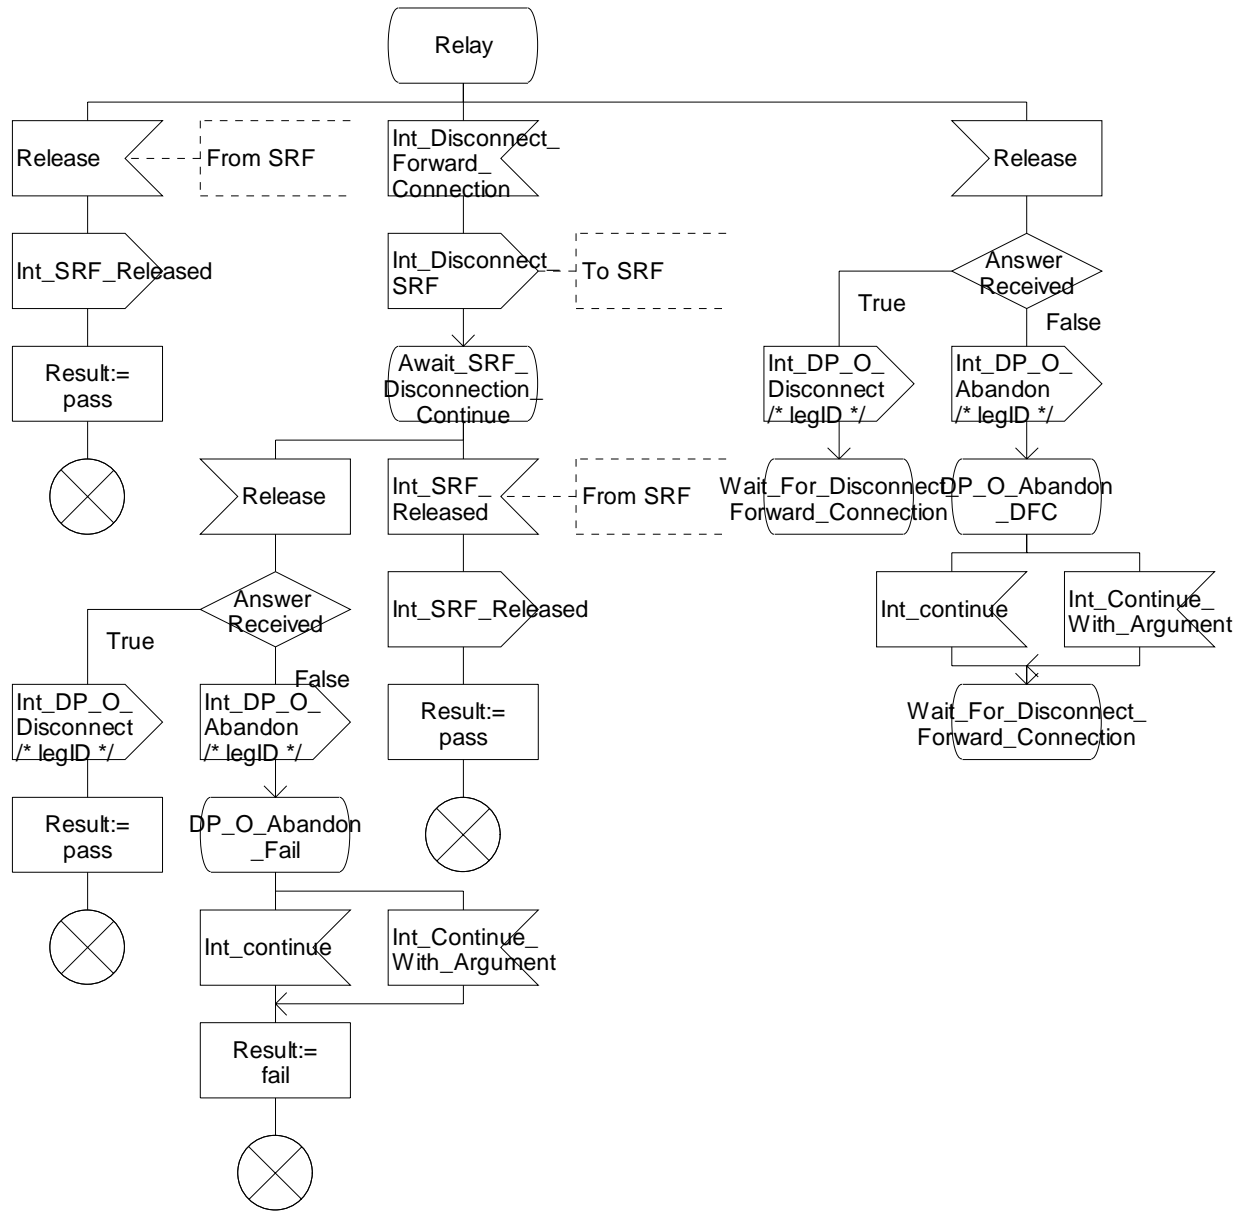 Relay
Release
From SRF
Int_Disconnect_
Forward_
Connection
Release
Int_SRF_Released
Int_Disconnect_
SRF
To SRF
Answer
Received
True
False
Result:=
pass
Await_SRF_
Disconnection_
Continue
Int_DP_O_
Disconnect
/* legID */
Int_DP_O_
Abandon
/* legID */
Release
Int_SRF_
Released
From SRF
Wait_For_Disconnect_
Forward_Connection
DP_O_Abandon
_DFC
Answer
Received
True
False
Int_SRF_Released
Int_continue
Int_Continue_
With_Argument
Int_DP_O_
Disconnect
/* legID */
Int_DP_O_
Abandon
/* legID */
Result:=
pass
Wait_For_Disconnect_
Forward_Connection
Result:=
pass
DP_O_Abandon
_Fail
Int_continue
Int_Continue_
With_Argument
Result:=
fail